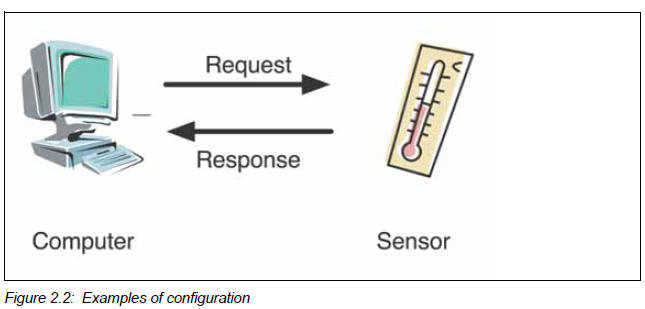 Request
Response
Computer
Sensor
Figure 2.2: Examples of configuration